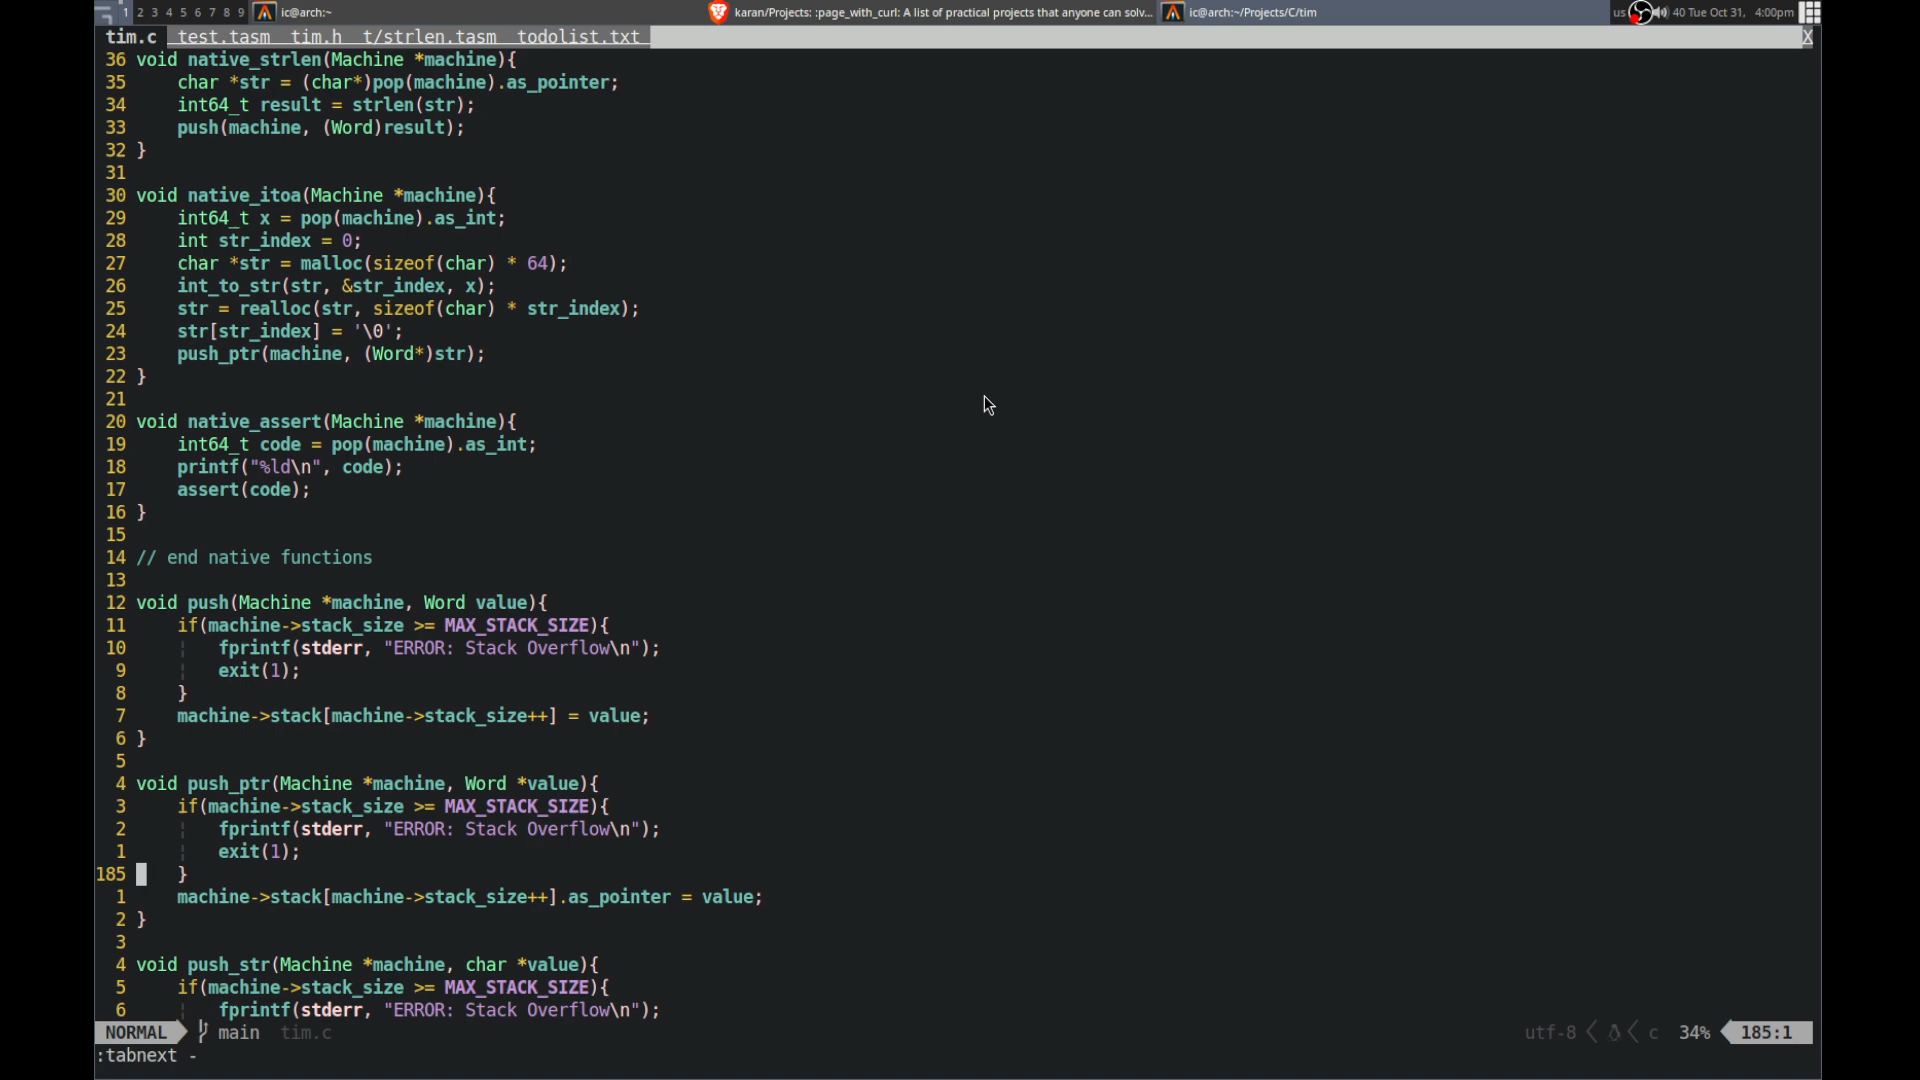 1 2 3 4 5 6 7 8 9 ic@arch:~ karan/Projects: :page_with_curl: A list of practical projects that anyone can solv... ic@arch:~/Projects/C/tim us 40 Tue Oct 31, 4:00pm
tim.c test.tasm tim.h t/strlen.tasm todolist.txt X
36 void native_strlen(Machine *machine){
35 char *str = (char*)pop(machine).as_pointer;
34 int64_t result = strlen(str);
33 push(machine, (Word)result);
32 }
31
30 void native_itoa(Machine *machine){
29 int64_t x = pop(machine).as_int;
28 int str_index = 0;
27 char *str = malloc(sizeof(char) * 64);
26 int_to_str(str, &str_index, x);
25 str = realloc(str, sizeof(char) * str_index);
24 str[str_index] = '\0';
23 push_ptr(machine, (Word*)str);
22 }
21
20 void native_assert(Machine *machine){
19 int64_t code = pop(machine).as_int;
18 printf("%ld\n", code);
17 assert(code);
16 }
15
14 // end native functions
13
12 void push(Machine *machine, Word value){
11 if(machine->stack_size >= MAX_STACK_SIZE){
10 fprintf(stderr, "ERROR: Stack Overflow\n");
9 exit(1);
8 }
7 machine->stack[machine->stack_size++] = value;
6 }
5
4 void push_ptr(Machine *machine, Word *value){
3 if(machine->stack_size >= MAX_STACK_SIZE){
2 fprintf(stderr, "ERROR: Stack Overflow\n");
1 exit(1);
185 }
1 machine->stack[machine->stack_size++].as_pointer = value;
2 }
3
4 void push_str(Machine *machine, char *value){
5 if(machine->stack_size >= MAX_STACK_SIZE){
6 fprintf(stderr, "ERROR: Stack Overflow\n");
NORMAL main tim.c utf-8 c 34% 185:1
:tabnext -